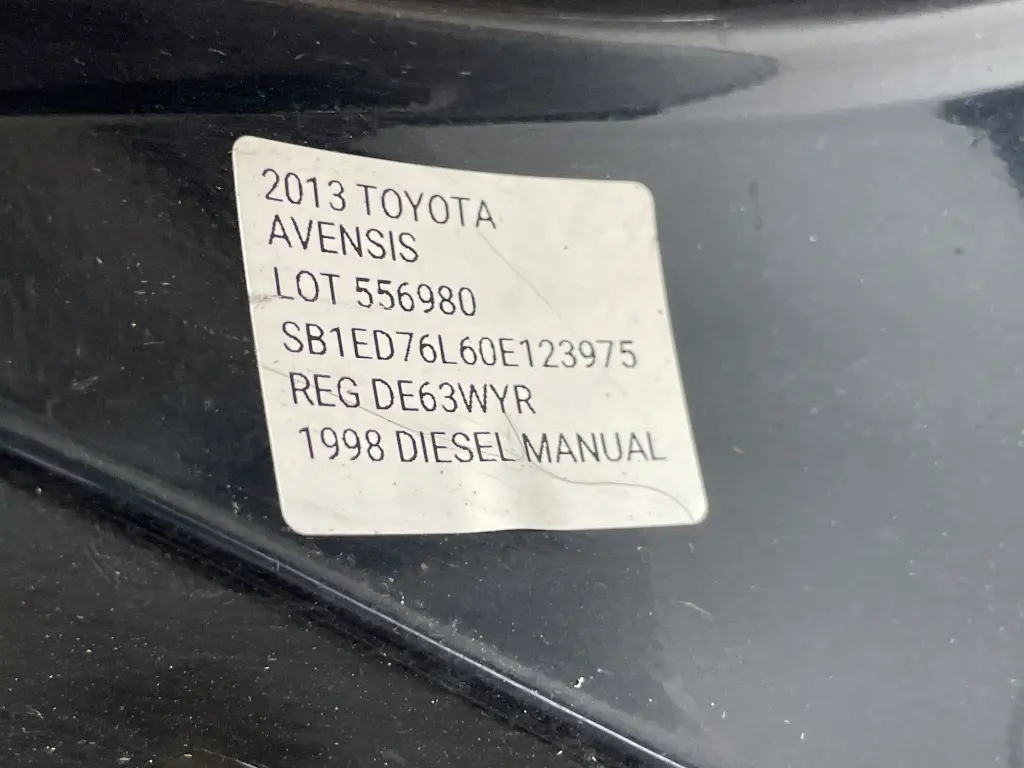 2013 TOYOTA
AVENSIS
LOT 556980
SB1ED76L60E123975
REG DE63WYR
1998 DIESEL MANUAL